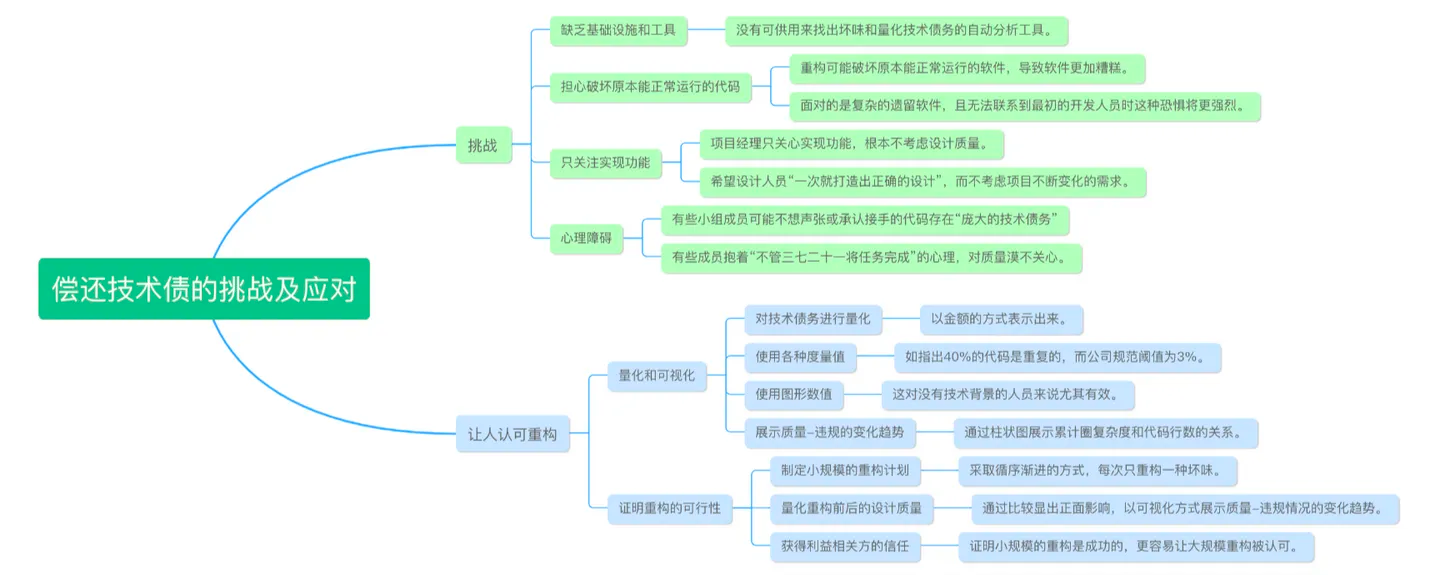 偿还技术债的挑战及应对
挑战
缺乏基础设施和工具
没有可供用来找出坏味和量化技术债务的自动分析工具。
担心破坏原本能正常运行的代码
重构可能破坏原本能正常运行的软件，导致软件更加糟糕。
面对的是复杂的遗留软件，且无法联系到最初的开发人员时这种恐惧将更强烈。
只关注实现功能
项目经理只关心实现功能，根本不考虑设计质量。
希望设计人员“一次就打造出正确的设计”，而不考虑项目不断变化的需求。
心理障碍
有些小组成员可能不想声张或承认接手的代码存在“庞大的技术债务”
有些成员抱着“不管三七二十一将任务完成”的心理，对质量漠不关心。
让人认可重构
量化和可视化
对技术债务进行量化
以金额的方式表示出来。
使用各种度量值
如指出40%的代码是重复的，而公司规范阈值为3%。
使用图形数值
这对没有技术背景的人员来说尤其有效。
展示质量-违规的变化趋势
通过柱状图展示累计圈复杂度和代码行数的关系。
证明重构的可行性
制定小规模的重构计划
采取循序渐进的方式，每次只重构一种坏味。
量化重构前后的设计质量
通过比较显出正面影响，以可视化方式展示质量-违规情况的变化趋势。
获得利益相关方的信任
证明小规模的重构是成功的，更容易让大规模重构被认可。